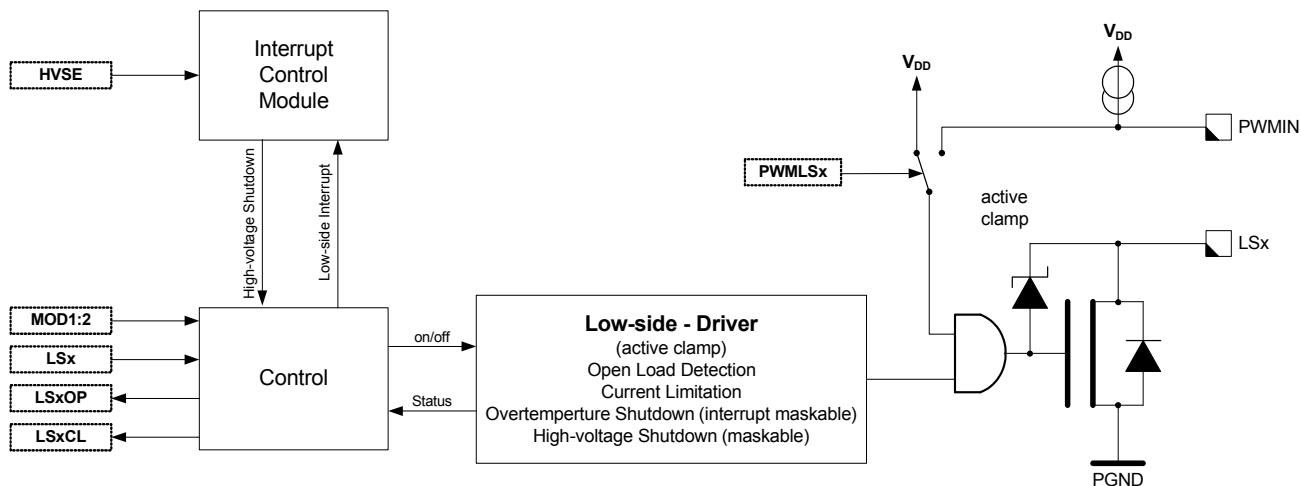 Interrupt
Control
Module
HVSE
High-voltage Shutdown
Low-side Interrupt
MOD1:2
LSx
LSxOP
LSxCL
Control
on/off
Status
Low-side - Driver
(active clamp)
Open Load Detection
Current Limitation
Overtemperture Shutdown (interrupt maskable)
High-voltage Shutdown (maskable)
VDD
VDD
PWMIN
PWMLSx
active
clamp
LSx
PGND